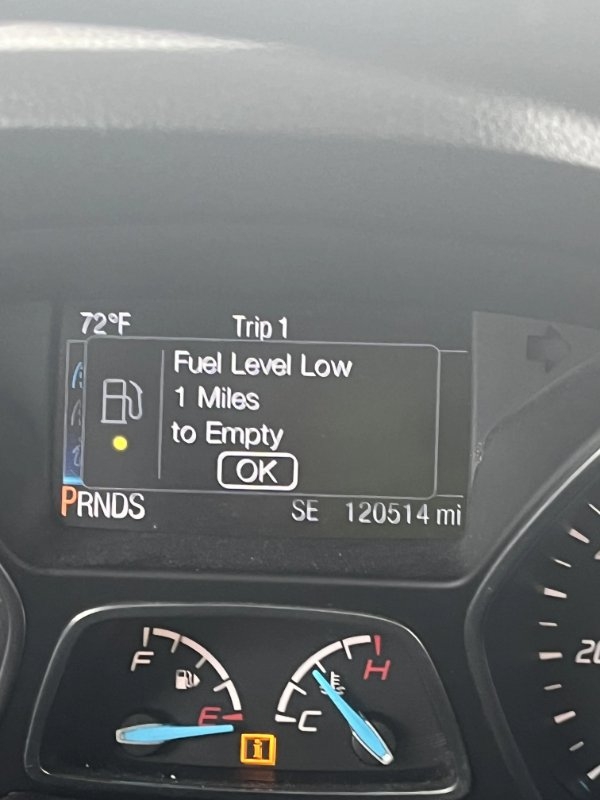 72°F Trip 1
Fuel Level Low
1 Miles
to Empty
OK
PRNDS SE 120514 mi
F H
E C